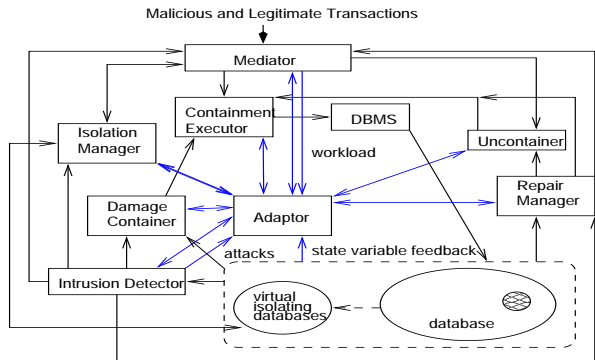 Malicious and Legitimate Transactions
Mediator
Containment
Executor
DBMS
Isolation
Manager
workload
Uncontainer
Damage
Container
Adaptor
Repair
Manager
attacks
state variable feedback
Intrusion Detector
virtual
isolating
databases
database